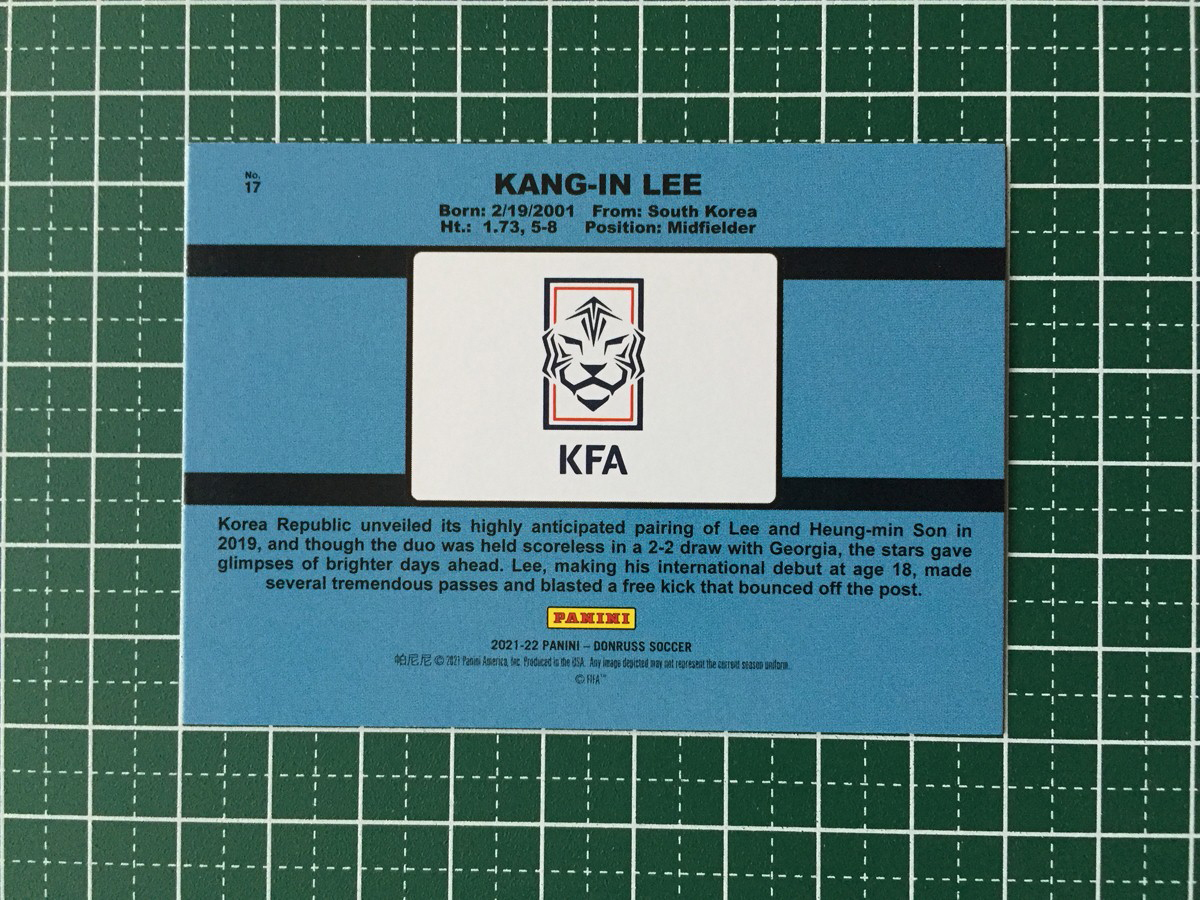 No.
17
KANG-IN LEE
Born: 2/19/2001 From: South Korea
Ht.: 1.73, 5-8 Position: Midfielder
KFA
Korea Republic unveiled its highly anticipated pairing of Lee and Heung-min Son in
2019, and though the duo was held scoreless in a 2-2 draw with Georgia, the stars gave
glimpses of brighter days ahead. Lee, making his international debut at age 18, made
several tremendous passes and blasted a free kick that bounced off the post.
PANINI
2021-22 PANINI – DONRUSS SOCCER
帕尼尼 © 2021 Panini America, Inc. Produced in the USA. Any image depicted may not represent the current season uniform.
© FIFA™